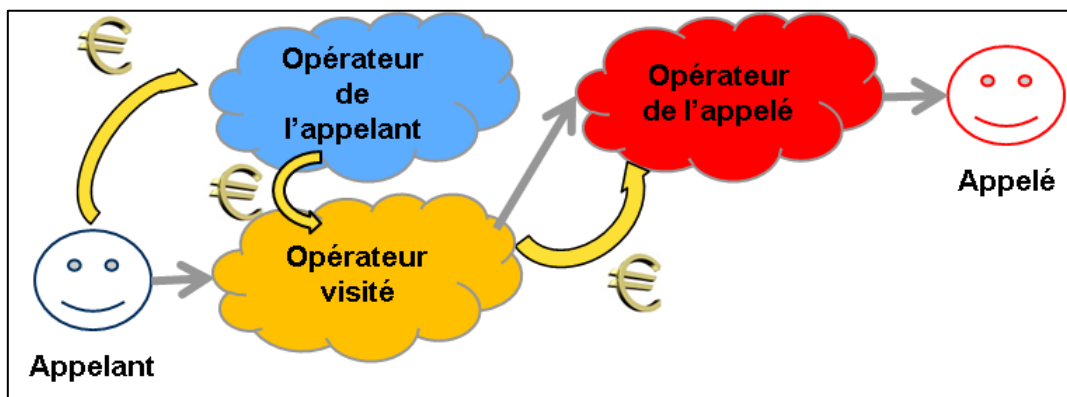 €
Opérateur
de
l’appelant
Opérateur
de l’appelé
€
Appelé
Opérateur
visité
€
Appelant